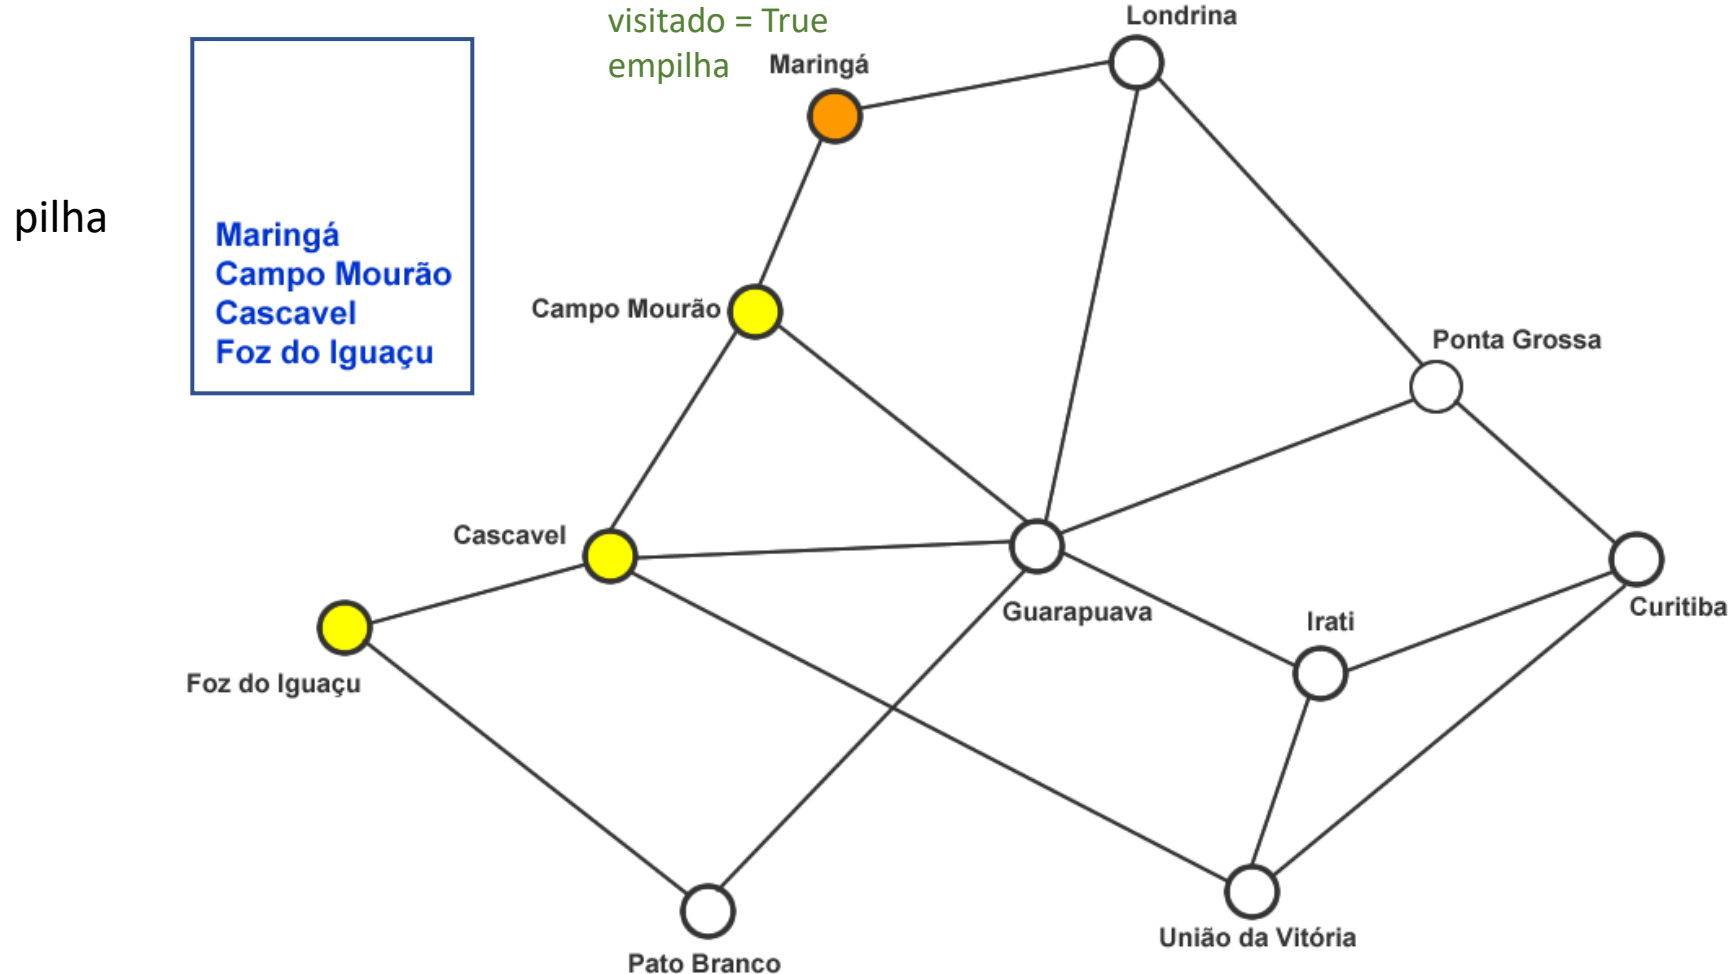 visitado = True
empilha
Londrina
Maringá
pilha
Maringá
Campo Mourão
Cascavel
Foz do Iguaçu
Campo Mourão
Ponta Grossa
Cascavel
Guarapuava
Curitiba
Irati
Foz do Iguaçu
União da Vitória
Pato Branco